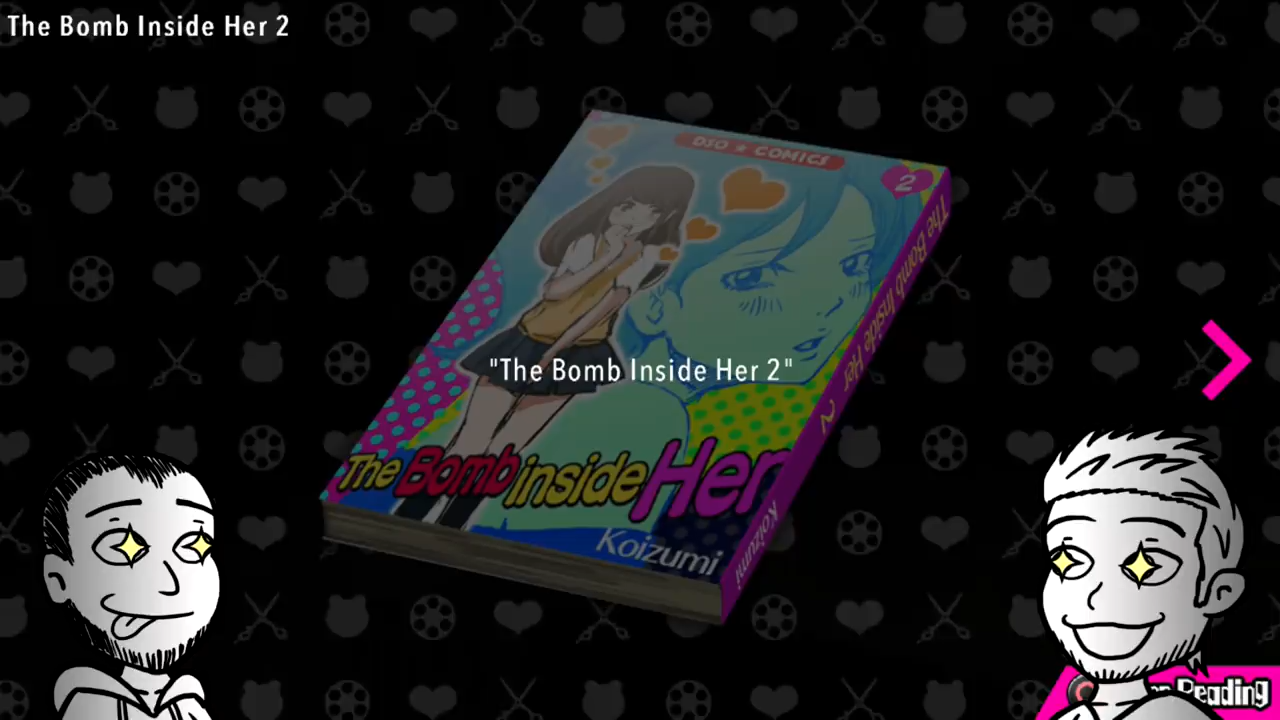 The Bomb Inside Her 2
DSO ★ COMICS
2
The Bomb Inside Her 2
"The Bomb Inside Her 2"
The Bomb inside Her
Koizumi
Koizumi
Reading